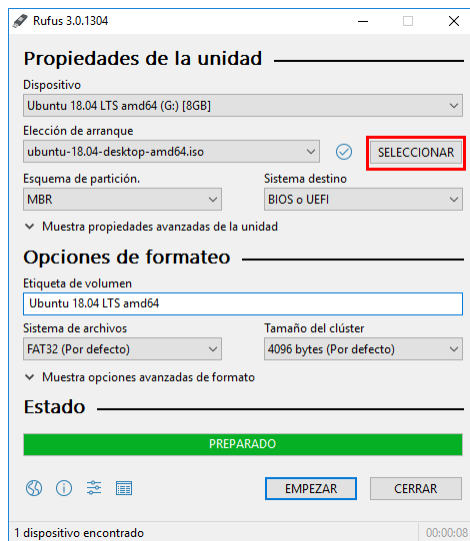 Rufus 3.0.1304
Propiedades de la unidad
Dispositivo
Ubuntu 18.04 LTS amd64 (G:) [8GB]
Elección de arranque
ubuntu-18.04-desktop-amd64.iso
SELECCIONAR
Esquema de partición. Sistema destino
MBR BIOS o UEFI
Muestra propiedades avanzadas de la unidad
Opciones de formateo
Etiqueta de volumen
Ubuntu 18.04 LTS amd64
Sistema de archivos Tamaño del clúster
FAT32 (Por defecto) 4096 bytes (Por defecto)
Muestra opciones avanzadas de formato
Estado
PREPARADO
EMPEZAR CERRAR
1 dispositivo encontrado 00:00:08